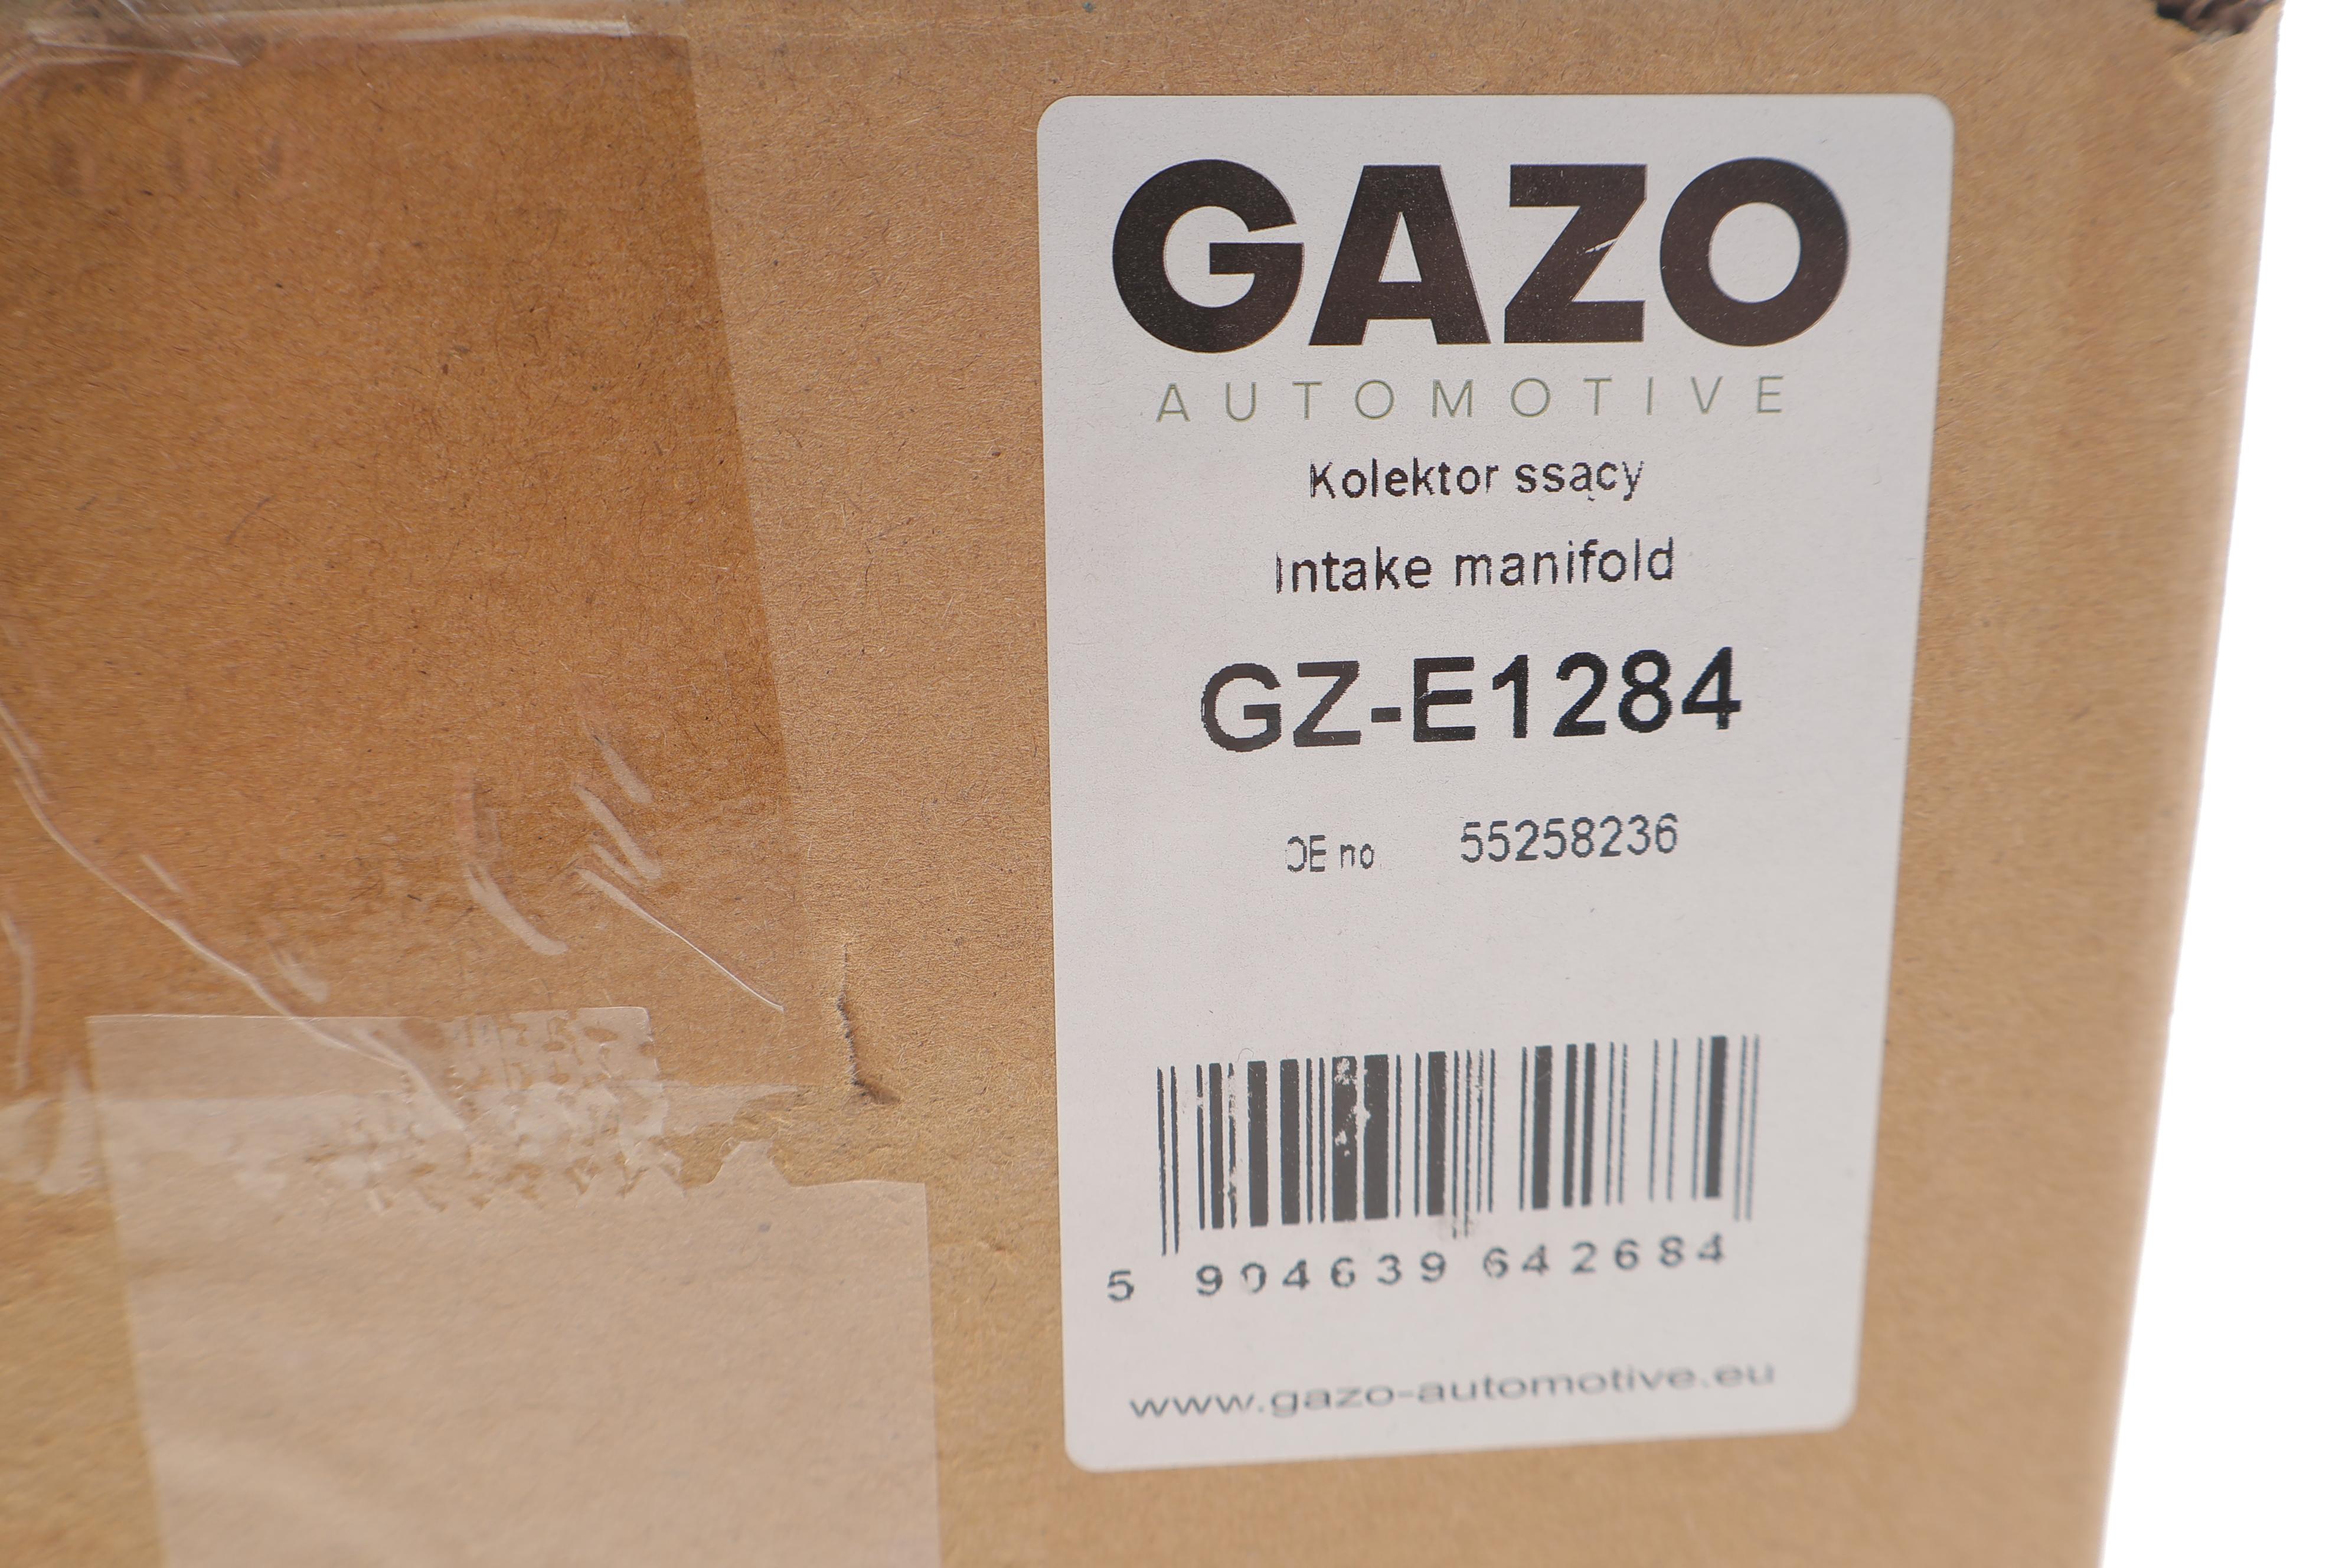 GAZO
AUTOMOTIVE
Kolektor ssący
Intake manifold
GZ-E1284
OE no 55258236
5 904639 642684
www.gazo-automotive.eu